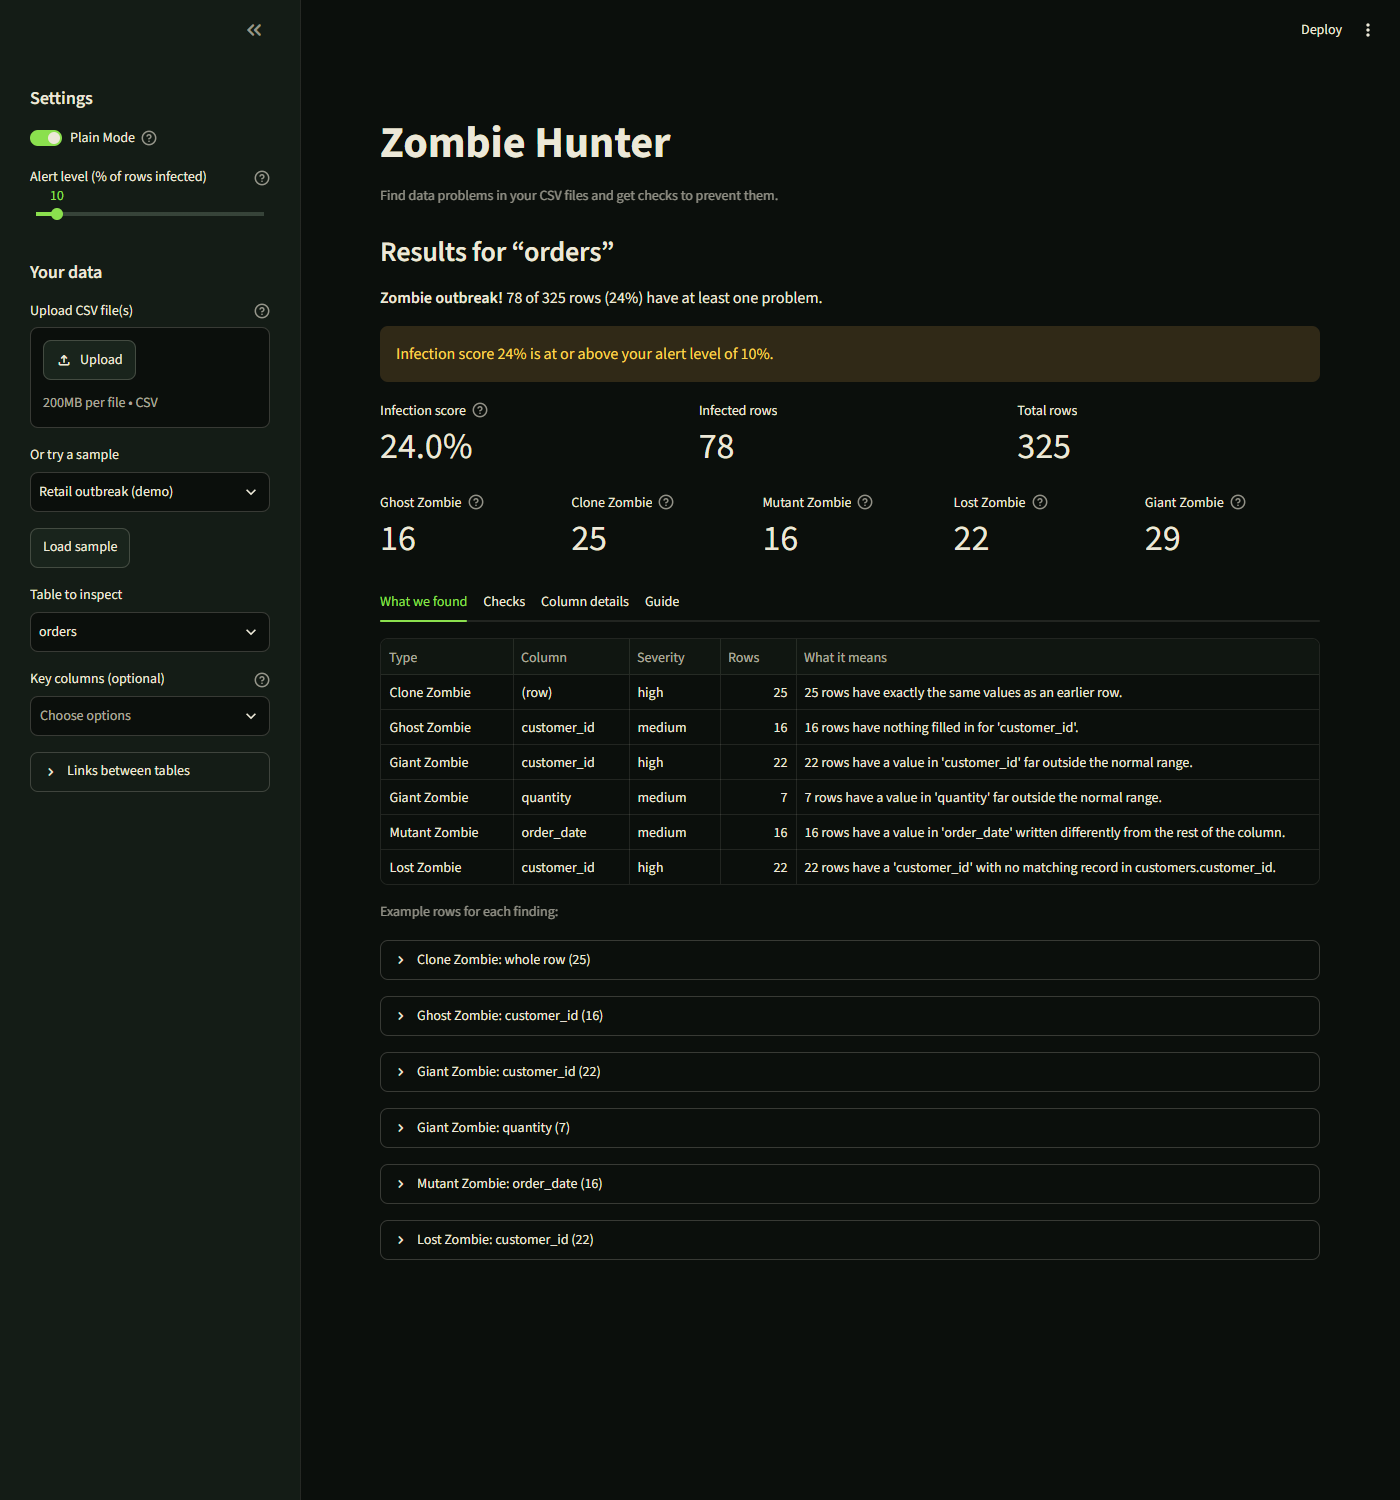 Deploy
Settings
Plain Mode
Alert level (% of rows infected)
10
Your data
Upload CSV file(s)
Upload
200MB per file • CSV
Or try a sample
Retail outbreak (demo)
Load sample
Table to inspect
orders
Key columns (optional)
Choose options
Links between tables
Zombie Hunter
Find data problems in your CSV files and get checks to prevent them.
Results for “orders”
Zombie outbreak! 78 of 325 rows (24%) have at least one problem.
Infection score 24% is at or above your alert level of 10%.
Infection score Infected rows Total rows
24.0% 78 325
Ghost Zombie Clone Zombie Mutant Zombie Lost Zombie Giant Zombie
16 25 16 22 29
What we found Checks Column details Guide
Type Column Severity Rows What it means
Clone Zombie (row) high 25 25 rows have exactly the same values as an earlier row.
Ghost Zombie customer_id medium 16 16 rows have nothing filled in for 'customer_id'.
Giant Zombie customer_id high 22 22 rows have a value in 'customer_id' far outside the normal range.
Giant Zombie quantity medium 7 7 rows have a value in 'quantity' far outside the normal range.
Mutant Zombie order_date medium 16 16 rows have a value in 'order_date' written differently from the rest of the column.
Lost Zombie customer_id high 22 22 rows have a 'customer_id' with no matching record in customers.customer_id.
Example rows for each finding:
Clone Zombie: whole row (25)
Ghost Zombie: customer_id (16)
Giant Zombie: customer_id (22)
Giant Zombie: quantity (7)
Mutant Zombie: order_date (16)
Lost Zombie: customer_id (22)